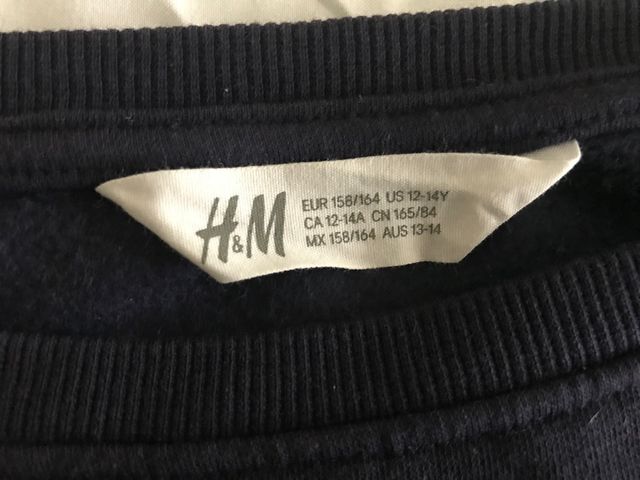 H&M
EUR 158/164 US 12-14Y
CA 12-14A CN 165/84
MX 158/164 AUS 13-14